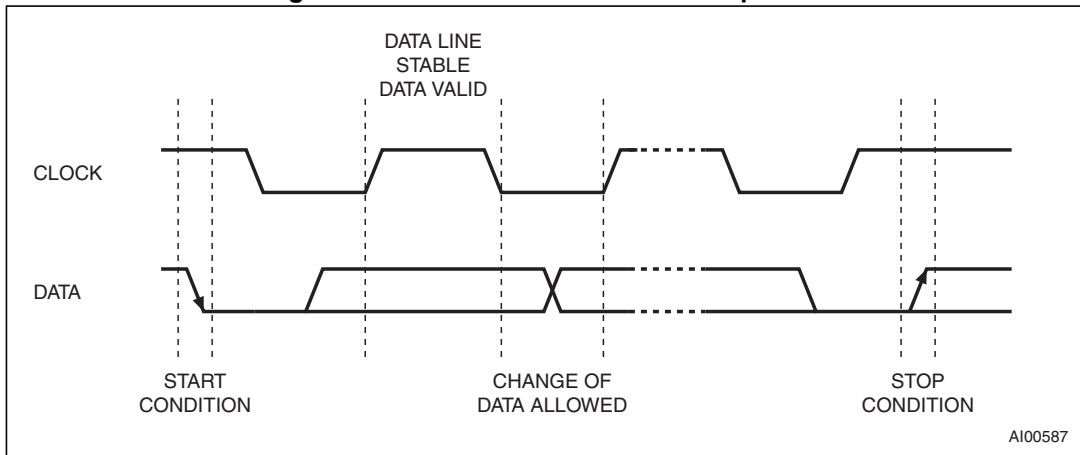 DATA LINE
STABLE
DATA VALID
CLOCK
DATA
START
CONDITION
CHANGE OF
DATA ALLOWED
STOP
CONDITION
AI00587